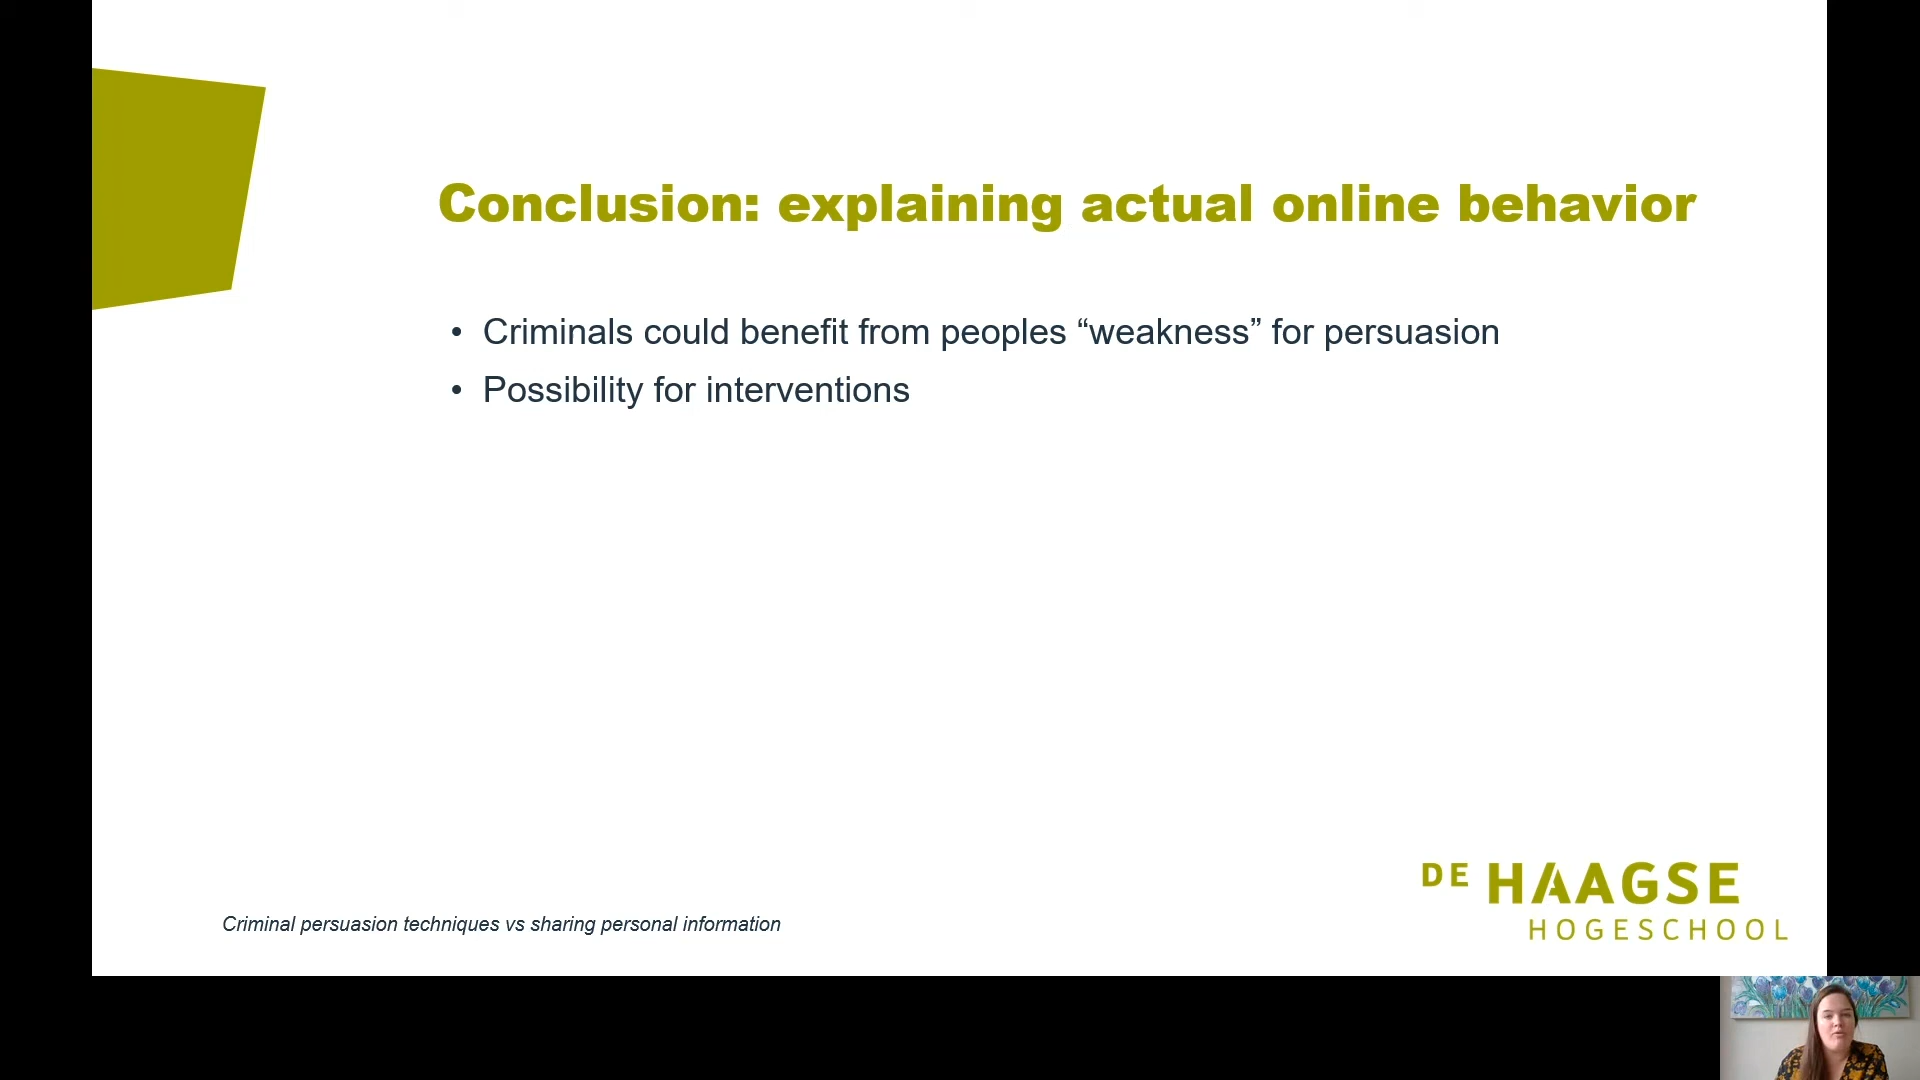 Conclusion: explaining actual online behavior
• Criminals could benefit from peoples “weakness” for persuasion
• Possibility for interventions
Criminal persuasion techniques vs sharing personal information
DE HAAGSE
HOGESCHOOL